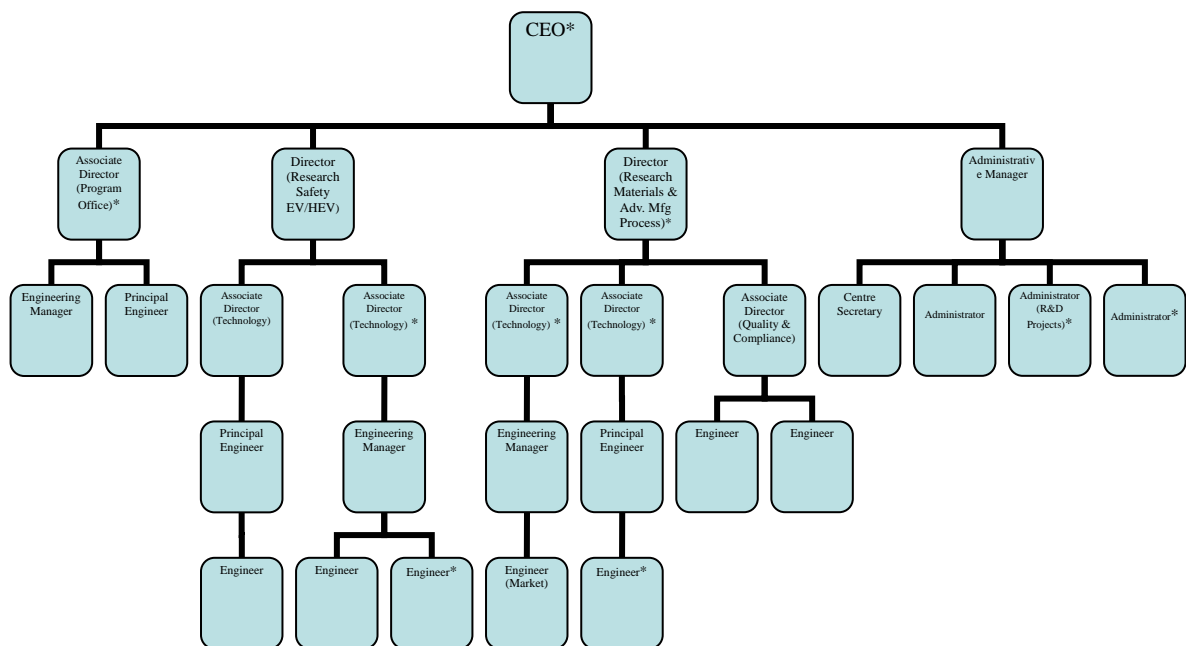 CEO*
Associate
Director
(Program
Office)*
Director
(Research
Safety
EV/HEV)
Director
(Research
Materials &
Adv. Mfg
Process)*
Administrativ
e Manager
Engineering
Manager
Principal
Engineer
Associate
Director
(Technology)
Associate
Director
(Technology) *
Associate
Director
(Technology) *
Associate
Director
(Technology) *
Associate
Director
(Quality &
Compliance)
Centre
Secretary
Administrator
Administrator
(R&D
Projects)*
Administrator*
Principal
Engineer
Engineering
Manager
Engineering
Manager
Principal
Engineer
Engineer
Engineer
Engineer
Engineer
Engineer*
Engineer
(Market)
Engineer*